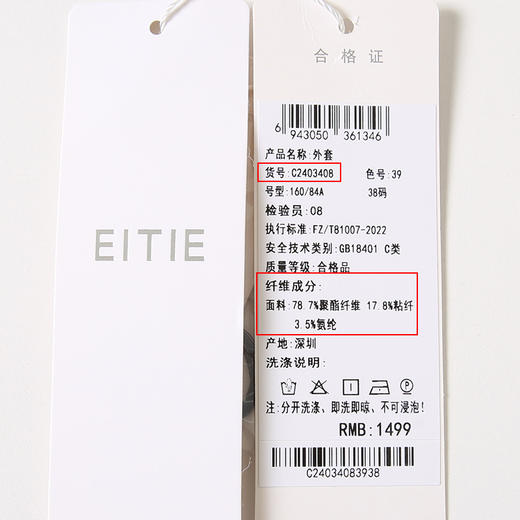 EITIE
合格证
6 943050 361346
产品名称:外套
货号:C2403408 色号:39
号型:160/84A 38码
检验员:08
执行标准:FZ/T81007-2022
安全技术类别:GB18401 C类
质量等级:合格品
纤维成分:
面料:78.7%聚酯纤维 17.8%粘纤
3.5%氨纶
产地:深圳
洗涤说明:
注:分开洗涤、即洗即晾、不可浸泡!
RMB:1499
C24034083938